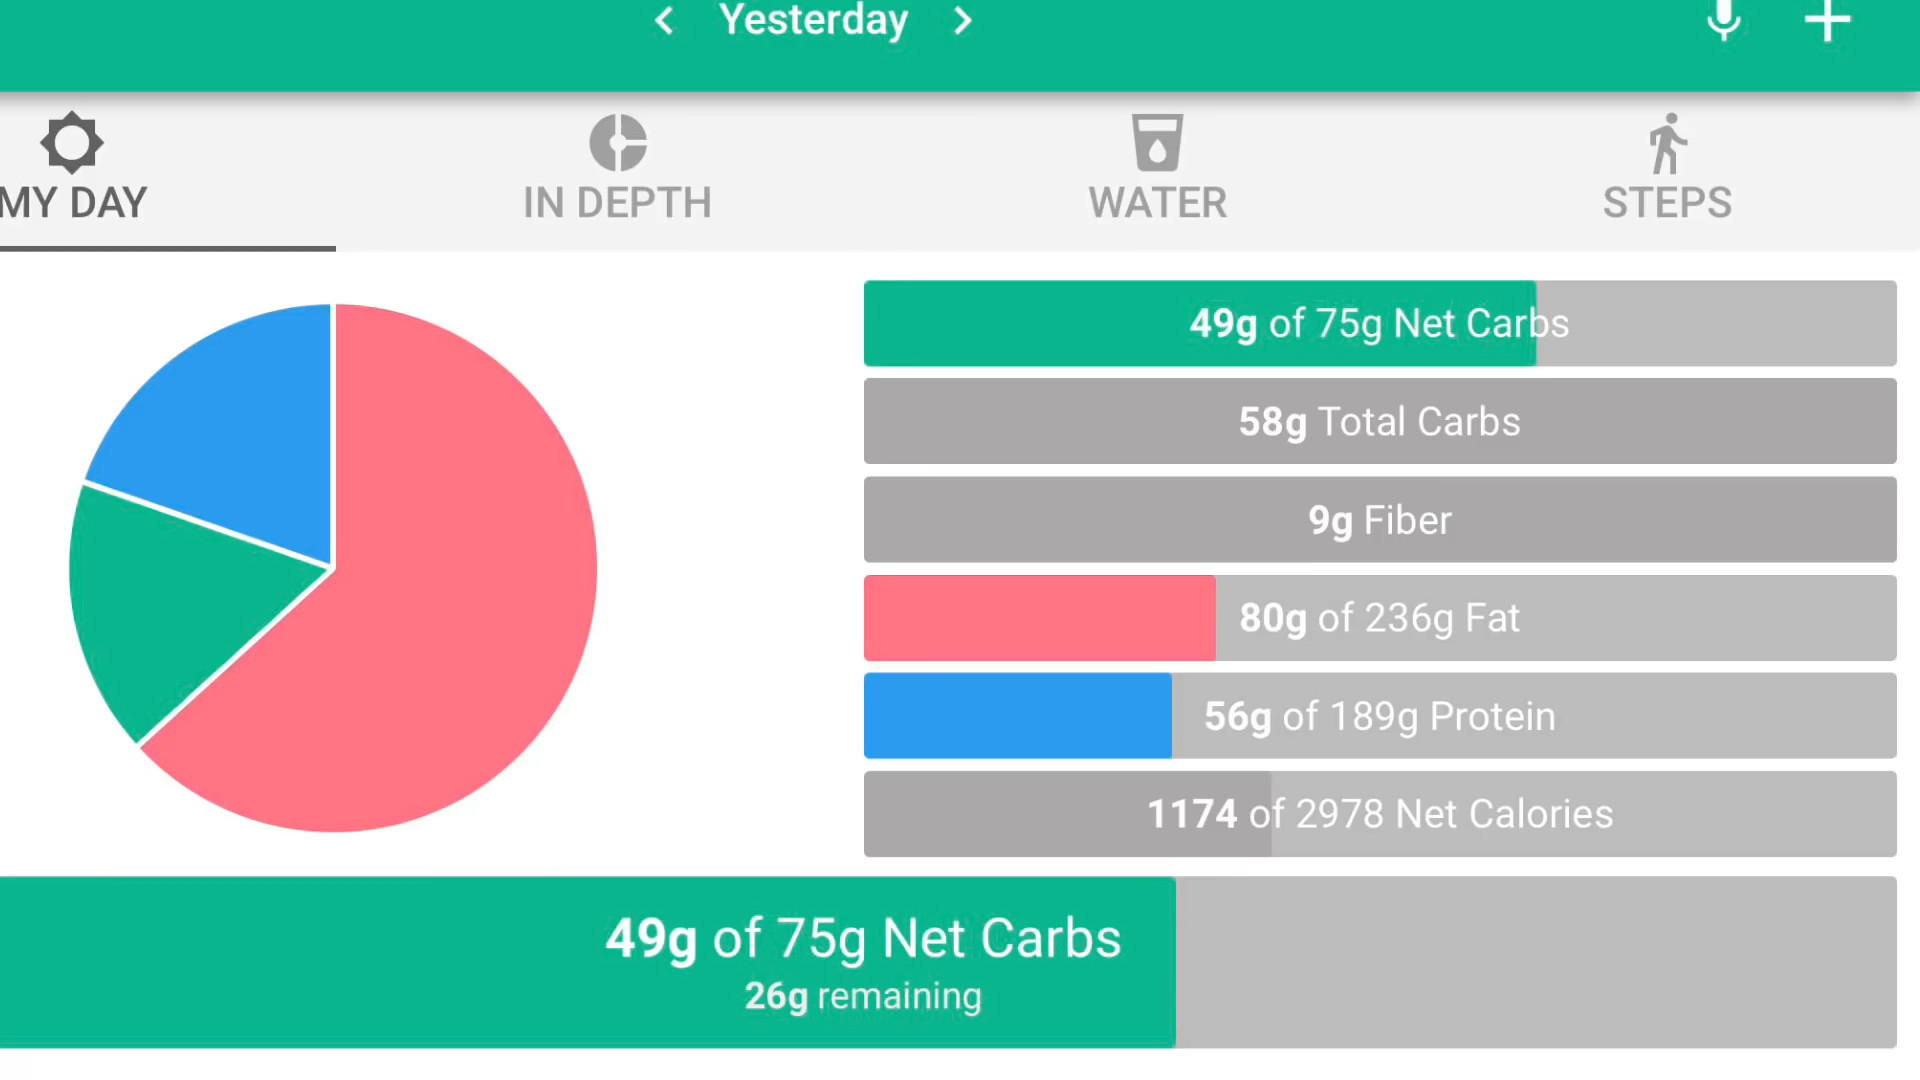 Yesterday
MY DAY
IN DEPTH
WATER
STEPS
49g of 75g Net Carbs
58g Total Carbs
9g Fiber
80g of 236g Fat
56g of 189g Protein
1174 of 2978 Net Calories
49g of 75g Net Carbs
26g remaining